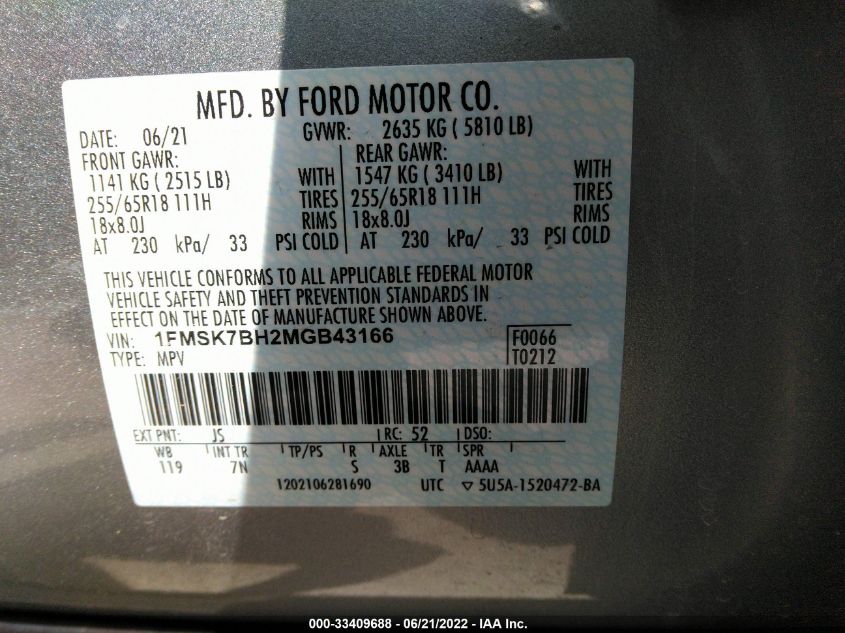 MFD. BY FORD MOTOR CO.
DATE: 06/21 GVWR: 2635 KG ( 5810 LB)
FRONT GAWR: REAR GAWR:
1141 KG ( 2515 LB) WITH 1547 KG ( 3410 LB) WITH
255/65R18 111H TIRES 255/65R18 111H TIRES
18x8.0J RIMS 18x8.0J RIMS
AT 230 kPa/ 33 PSI COLD AT 230 kPa/ 33 PSI COLD
THIS VEHICLE CONFORMS TO ALL APPLICABLE FEDERAL MOTOR
VEHICLE SAFETY AND THEFT PREVENTION STANDARDS IN
EFFECT ON THE DATE OF MANUFACTURE SHOWN ABOVE.
VIN: 1FMSK7BH2MGB43166 F0066
TYPE: MPV T0212
EXT PNT: JS RC: 52 DSO:
WB INT TR TP/PS R AXLE TR SPR
119 7N S 3B T AAAA
1202106281690 UTC ▽ 5U5A-1520472-BA
000-33409688 - 06/21/2022 - IAA Inc.